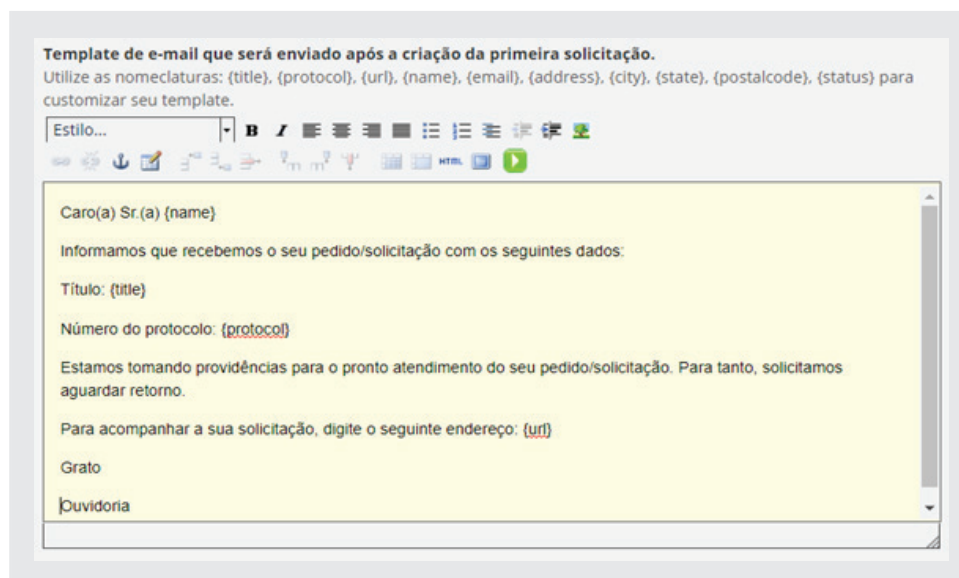 Template de e-mail que será enviado após a criação da primeira solicitação.
Utilize as nomeclaturas: {title}, {protocol}, {url}, {name}, {email}, {address}, {city}, {state}, {postalcode}, {status} para
customizar seu template.
Estilo...
B I
HTML
Caro(a) Sr.(a) {name}
Informamos que recebemos o seu pedido/solicitação com os seguintes dados:
Título: {title}
Número do protocolo: {protocol}
Estamos tomando providências para o pronto atendimento do seu pedido/solicitação. Para tanto, solicitamos
aguardar retorno.
Para acompanhar a sua solicitação, digite o seguinte endereço: {url}
Grato
Ouvidoria